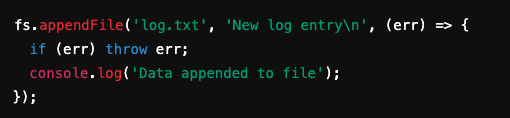 fs.appendFile('log.txt', 'New log entry\n', (err) => {
  if (err) throw err;
  console.log('Data appended to file');
});